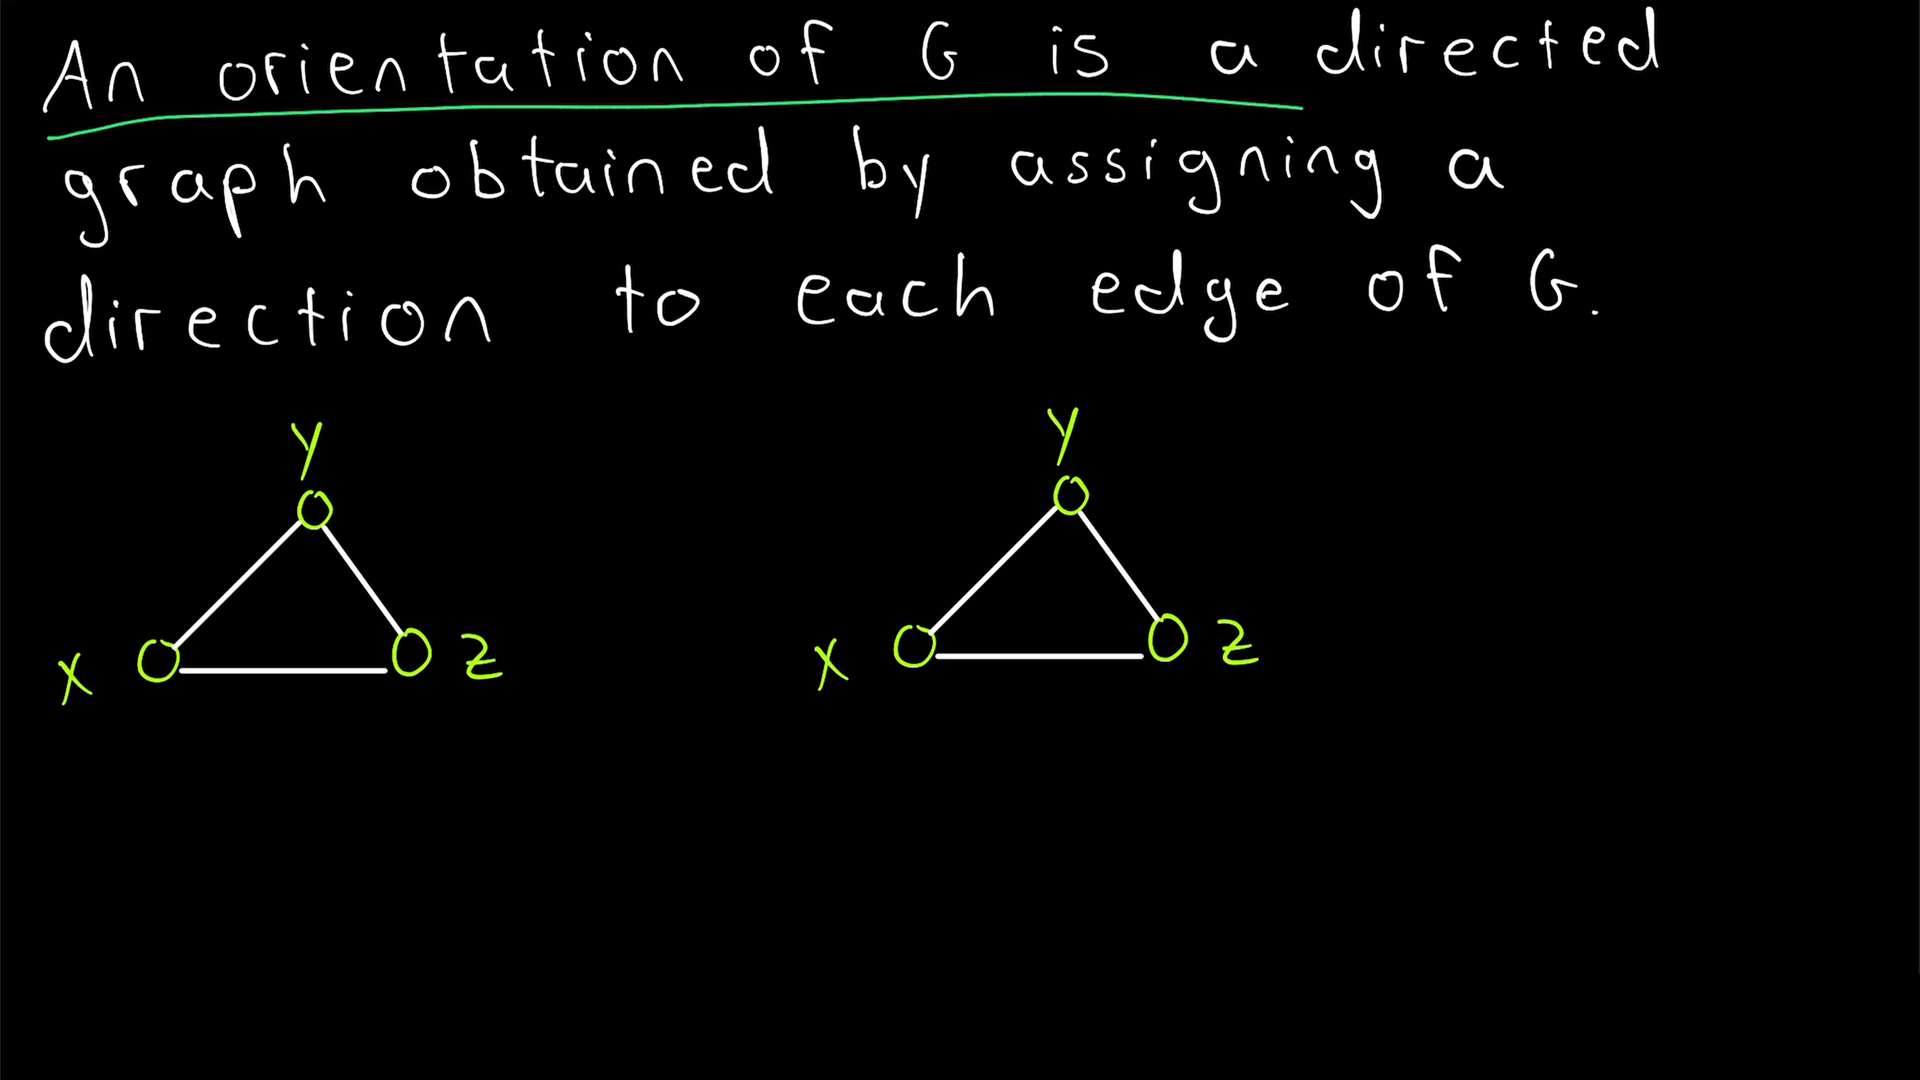 An orientation of G is a directed
graph obtained by assigning a
direction to each edge of G.
y y
x z x z